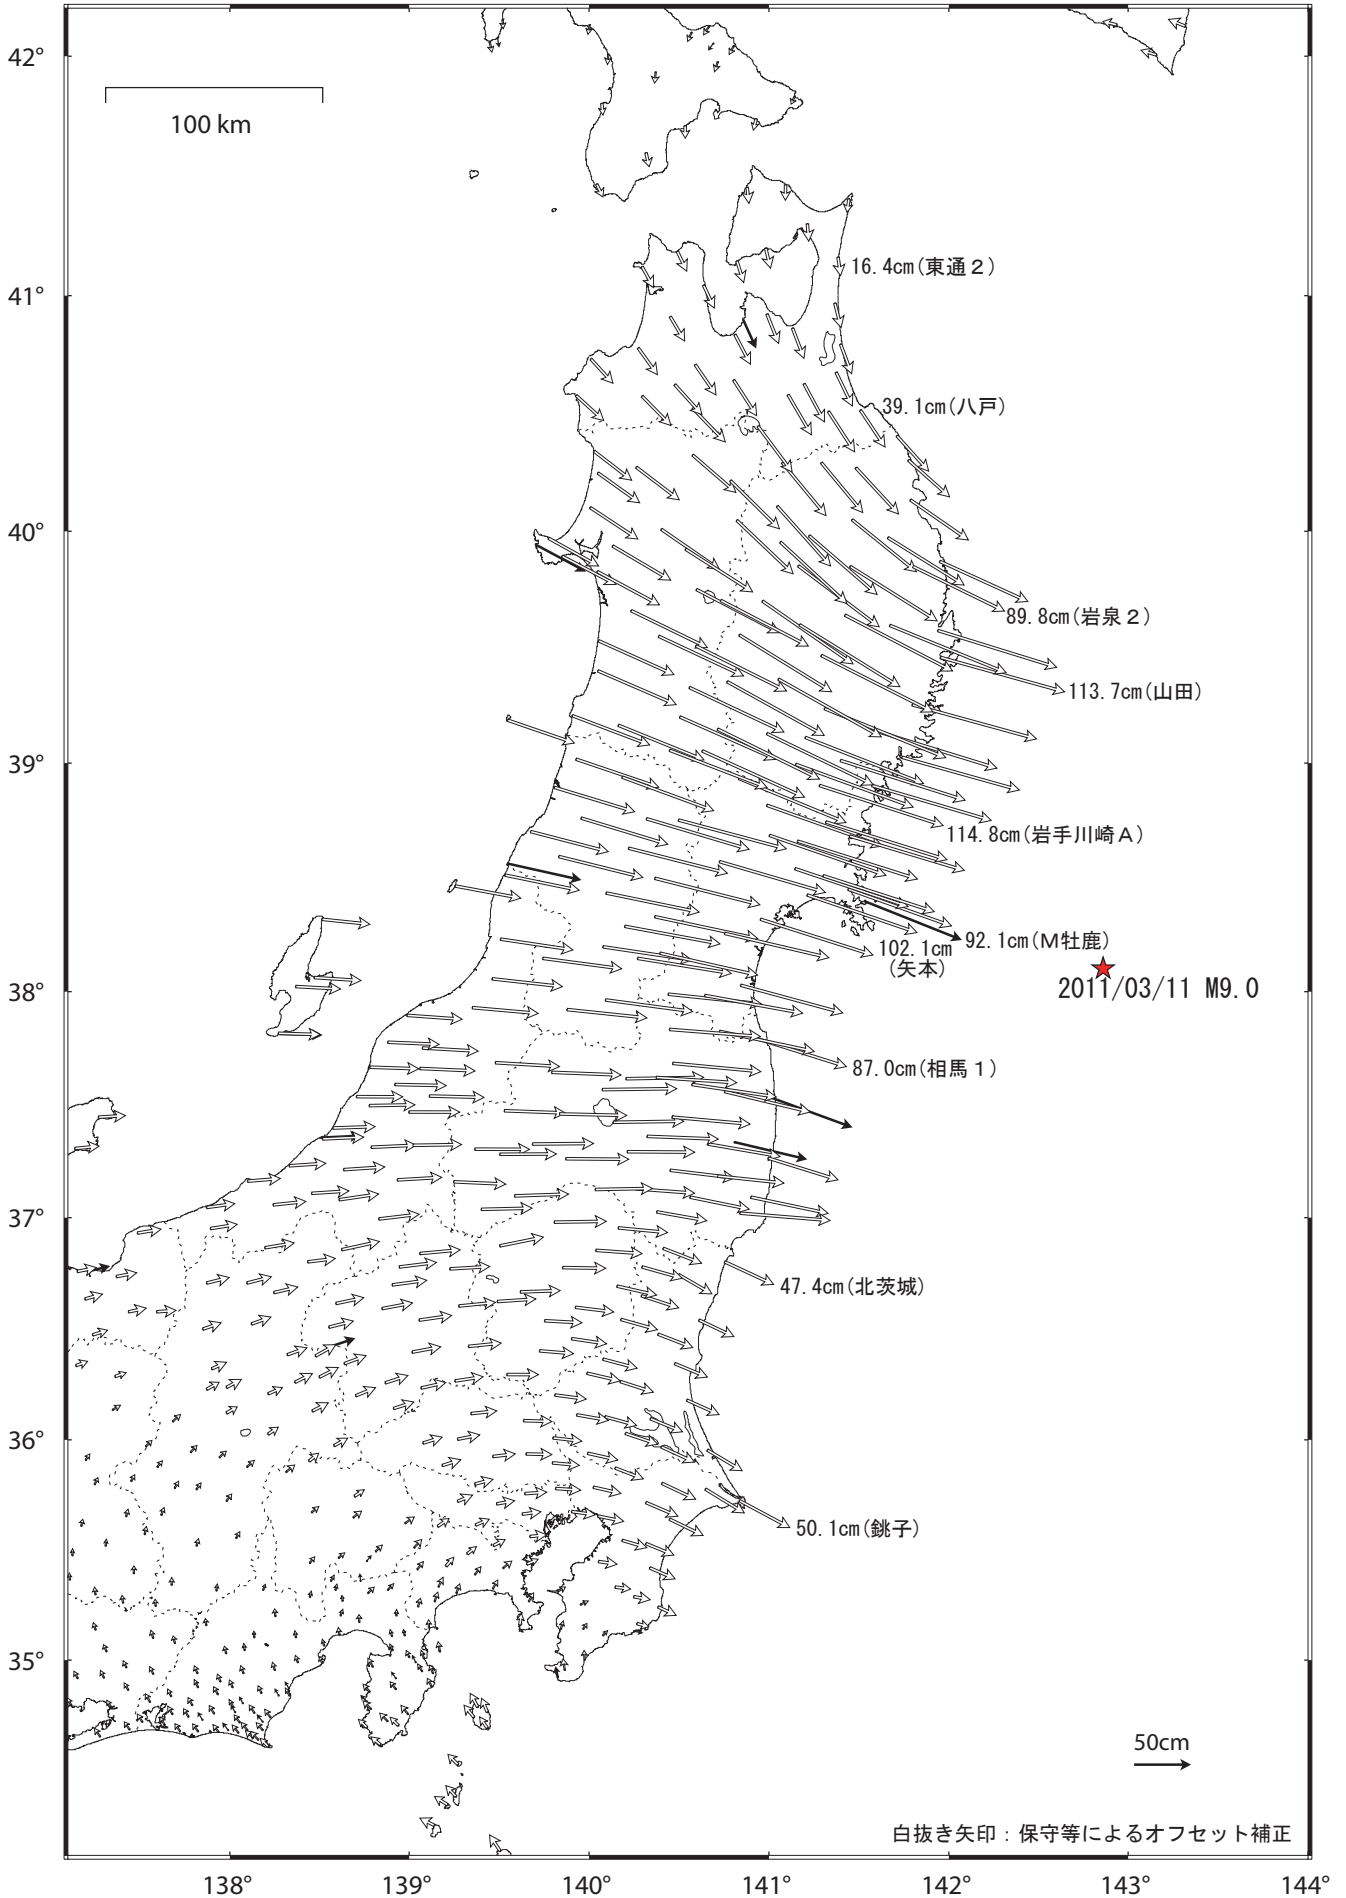 42°
100 km
16.4cm(東通2)
41°
39.1cm(八戸)
40°
89.8cm(岩泉2)
113.7cm(山田)
39°
114.8cm(岩手川崎A)
92.1cm(M牡鹿)
102.1cm
(矢本)
38°
2011/03/11 M9.0
87.0cm(相馬1)
37°
47.4cm(北茨城)
36°
50.1cm(銚子)
35°
50cm
白抜き矢印：保守等によるオフセット補正
138°
139°
140°
141°
142°
143°
144°